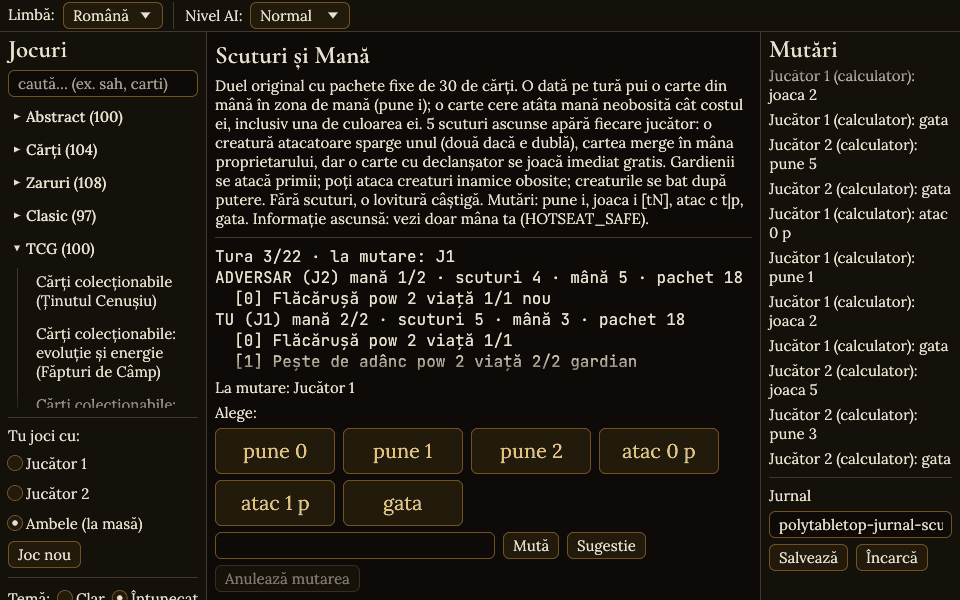 Limbă: Română ▼ Nivel AI: Normal ▼
Jocuri
caută... (ex. sah, carti)
▸ Abstract (100)
▸ Cărți (104)
▸ Zaruri (108)
▸ Clasic (97)
▾ TCG (100)
Cărți colecționabile
(Ținutul Cenușiu)
Cărți colecționabile:
evoluție și energie
(Făpturi de Câmp)
Cărți colecționabile:
Tu joci cu:
Jucător 1
Jucător 2
Ambele (la masă)
Joc nou
Temă: Clar Întunecat
Scuturi și Mană
Duel original cu pachete fixe de 30 de cărți. O dată pe tură pui o carte din
mână în zona de mană (pune i); o carte cere atâta mană neobosită cât costul
ei, inclusiv una de culoarea ei. 5 scuturi ascunse apără fiecare jucător: o
creatură atacatoare sparge unul (două dacă e dublă), cartea merge în mâna
proprietarului, dar o carte cu declanșator se joacă imediat gratis. Gardienii
se atacă primii; poți ataca creaturi inamice obosite; creaturile se bat după
putere. Fără scuturi, o lovitură câștigă. Mutări: pune i, joaca i [tN], atac c t|p,
gata. Informație ascunsă: vezi doar mâna ta (HOTSEAT_SAFE).
Tura 3/22 · la mutare: J1
ADVERSAR (J2) mană 1/2 · scuturi 4 · mână 5 · pachet 18
[0] Flăcărușă pow 2 viață 1/1 nou
TU (J1) mană 2/2 · scuturi 5 · mână 3 · pachet 18
[0] Flăcărușă pow 2 viață 1/1
[1] Pește de adânc pow 2 viață 2/2 gardian
La mutare: Jucător 1
Alege:
pune 0 pune 1 pune 2 atac 0 p
atac 1 p gata
Mută Sugestie
Anulează mutarea
Mutări
Jucător 1 (calculator):
joaca 2
Jucător 1 (calculator): gata
Jucător 2 (calculator):
pune 5
Jucător 2 (calculator): gata
Jucător 1 (calculator): atac
0 p
Jucător 1 (calculator):
pune 1
Jucător 1 (calculator):
joaca 2
Jucător 1 (calculator): gata
Jucător 2 (calculator):
joaca 5
Jucător 2 (calculator):
pune 3
Jucător 2 (calculator): gata
Jurnal
polytabletop-jurnal-scu
Salvează Încarcă